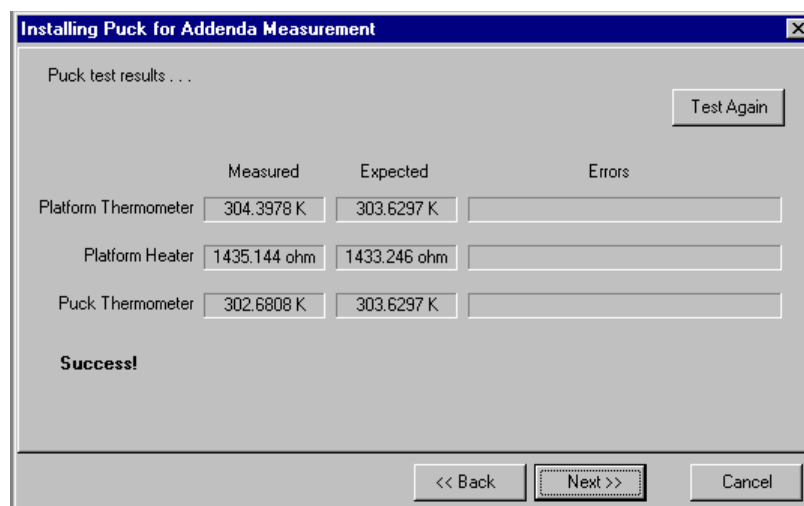 Installing Puck for Addenda Measurement
Puck test results . . .
Test Again
Measured Expected Errors
Platform Thermometer 304.3978 K 303.6297 K
Platform Heater 1435.144 ohm 1433.246 ohm
Puck Thermometer 302.6808 K 303.6297 K
Success!
<< Back Next >> Cancel